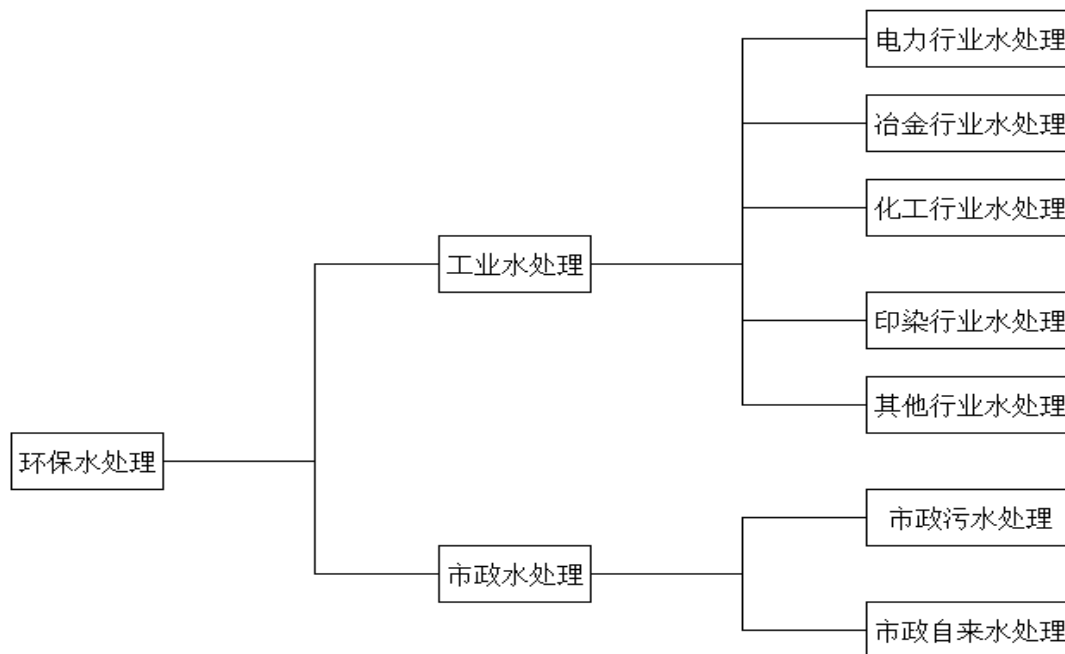 电力行业水处理
冶金行业水处理
化工行业水处理
工业水处理
印染行业水处理
其他行业水处理
环保水处理
市政污水处理
市政水处理
市政自来水处理